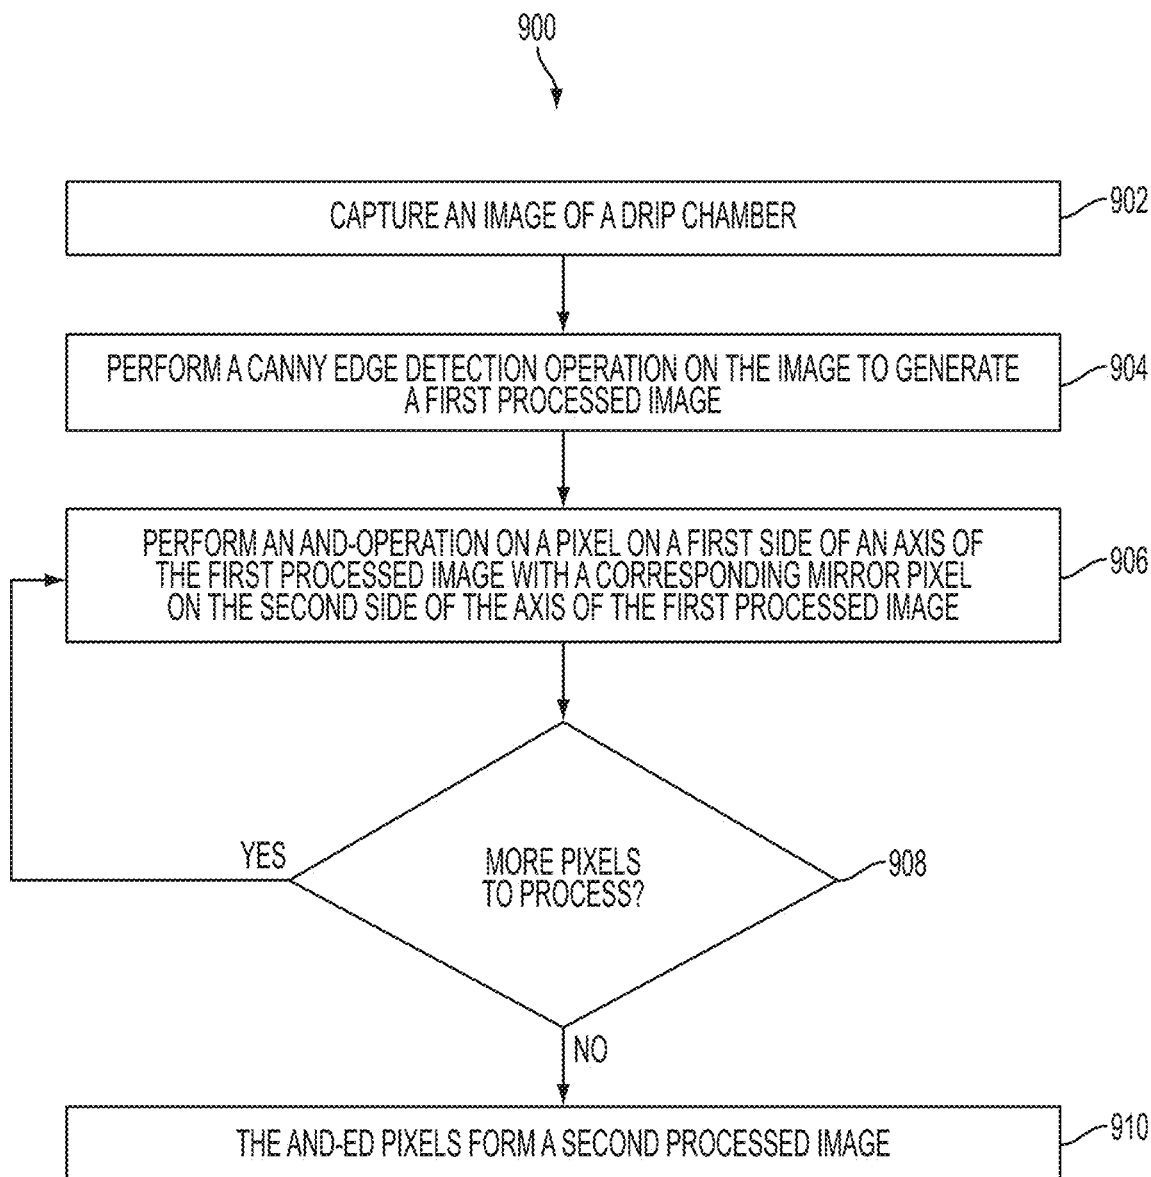 900
CAPTURE AN IMAGE OF A DRIP CHAMBER
902
PERFORM A CANNY EDGE DETECTION OPERATION ON THE IMAGE TO GENERATE
A FIRST PROCESSED IMAGE
904
PERFORM AN AND-OPERATION ON A PIXEL ON A FIRST SIDE OF AN AXIS OF
THE FIRST PROCESSED IMAGE WITH A CORRESPONDING MIRROR PIXEL
ON THE SECOND SIDE OF THE AXIS OF THE FIRST PROCESSED IMAGE
906
YES
MORE PIXELS
TO PROCESS?
908
NO
THE AND-ED PIXELS FORM A SECOND PROCESSED IMAGE
910